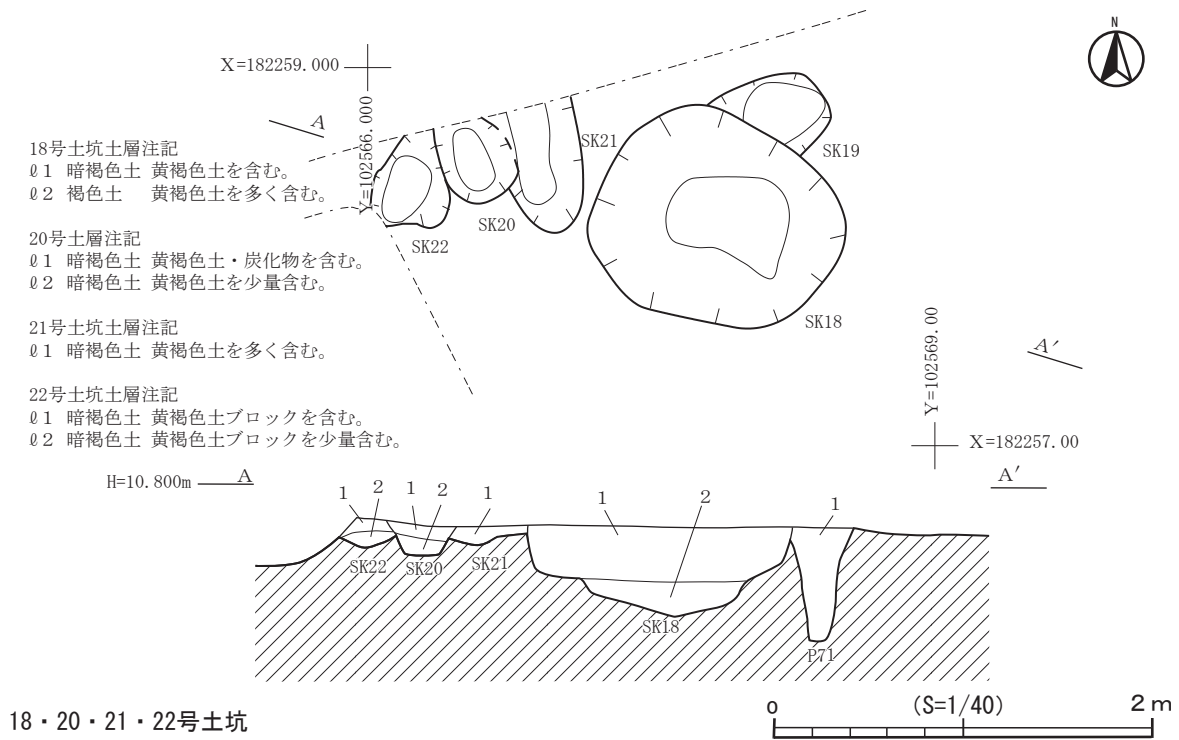 N
X=182259.000
Y=102566.000
A
18号土坑土層注記
ℓ1 暗褐色土 黄褐色土を含む。
ℓ2 褐色土 黄褐色土を多く含む。
20号土層注記
ℓ1 暗褐色土 黄褐色土・炭化物を含む。
ℓ2 暗褐色土 黄褐色土を少量含む。
21号土坑土層注記
ℓ1 暗褐色土 黄褐色土を多く含む。
22号土坑土層注記
ℓ1 暗褐色土 黄褐色土ブロックを含む。
ℓ2 暗褐色土 黄褐色土ブロックを少量含む。
SK21
SK19
SK20
SK22
SK18
A′
Y=102569.00
X=182257.00
H=10.800m
A
A′
1 2 1 2 1 1 2 1
SK22
SK20
SK21
SK18
P71
18・20・21・22号土坑
0 (S=1/40) 2m